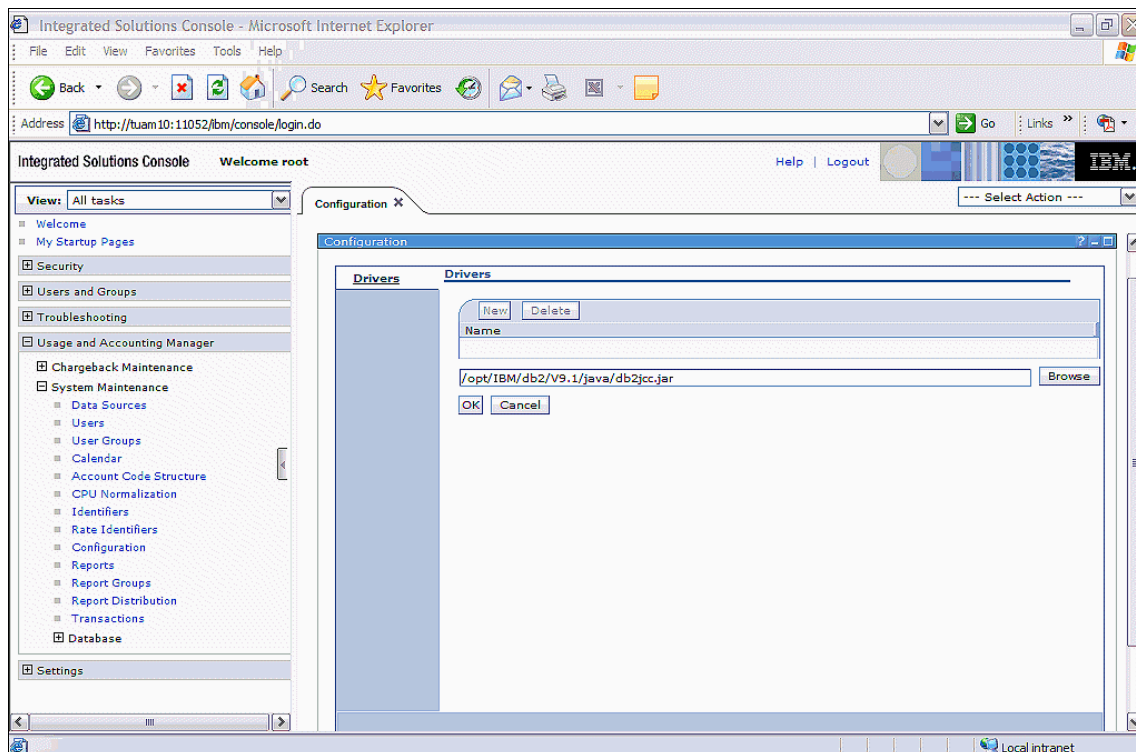 Integrated Solutions Console - Microsoft Internet Explorer
File Edit View Favorites Tools Help
Back Search Favorites
Address http://tuam10:11052/ibm/console/login.do Go Links »
Integrated Solutions Console Welcome root Help | Logout IBM.
View: All tasks
Configuration X
--- Select Action ---
Welcome
My Startup Pages
Security
Users and Groups
Troubleshooting
Usage and Accounting Manager
Chargeback Maintenance
System Maintenance
Data Sources
Users
User Groups
Calendar
Account Code Structure
CPU Normalization
Identifiers
Rate Identifiers
Configuration
Reports
Report Groups
Report Distribution
Transactions
Database
Settings
Configuration ?
Drivers
Drivers
New Delete
Name
/opt/IBM/db2/V9.1/java/db2jcc.jar Browse
OK Cancel
Local intranet